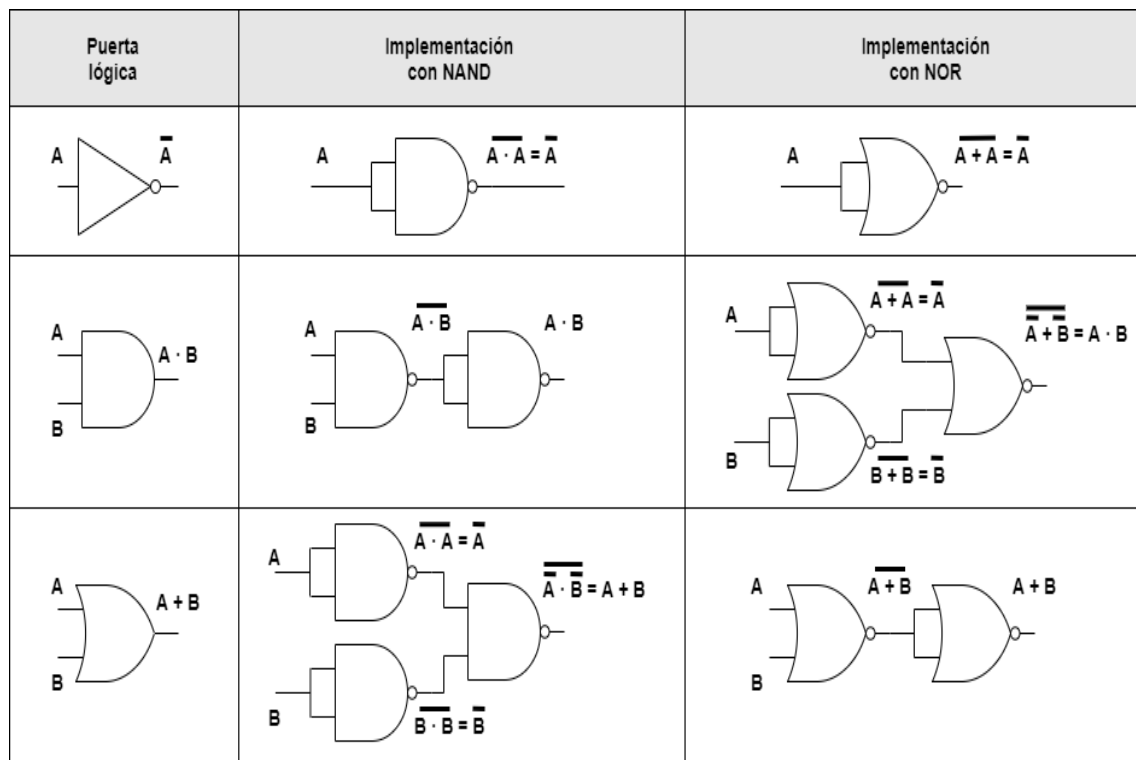 Puerta
lógica
Implementación
con NAND
Implementación
con NOR
A
A̅
A
A̅ ̅·̅ ̅A̅ = A̅
A
A̅ ̅+̅ ̅A̅ = A̅
A
B
A · B
A
B
A̅ ̅·̅ ̅B̅
A · B
A
A̅ ̅+̅ ̅A̅ = A̅
B
B̅ ̅+̅ ̅B̅ = B̅
A̿ ̅+̅ ̅B̿ = A · B
A
B
A + B
A
A̅ ̅·̅ ̅A̅ = A̅
B
B̅ ̅·̅ ̅B̅ = B̅
A̿ ̅·̅ ̅B̿ = A + B
A
B
A̅ ̅+̅ ̅B̅
A + B